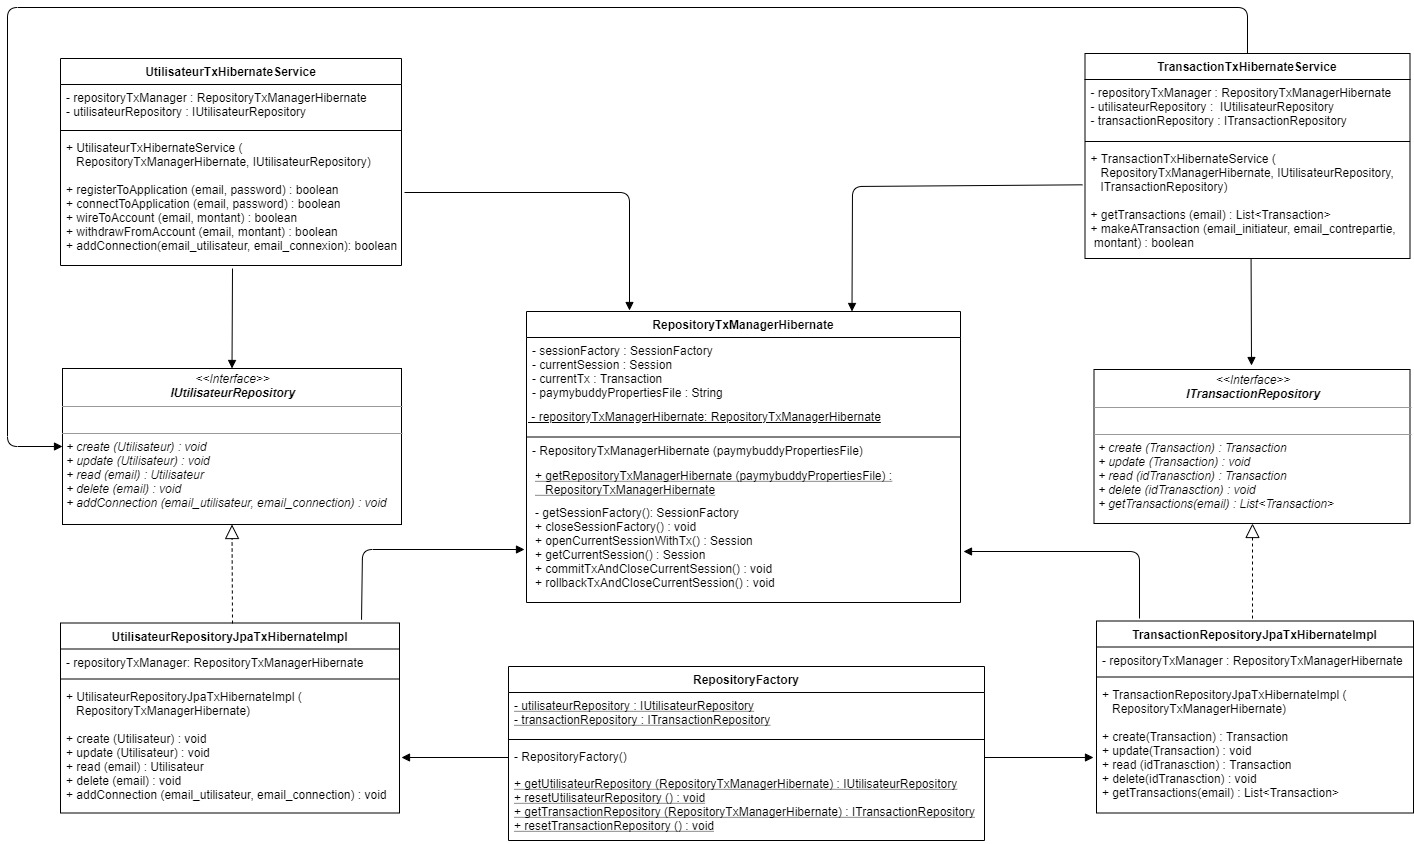 UtilisateurTxHibernateService
- repositoryTxManager : RepositoryTxManagerHibernate
- utilisateurRepository : IUtilisateurRepository
+ UtilisateurTxHibernateService (
RepositoryTxManagerHibernate, IUtilisateurRepository)
+ registerToApplication (email, password) : boolean
+ connectToApplication (email, password) : boolean
+ wireToAccount (email, montant) : boolean
+ withdrawFromAccount (email, montant) : boolean
+ addConnection(email_utilisateur, email_connexion): boolean
TransactionTxHibernateService
- repositoryTxManager : RepositoryTxManagerHibernate
- utilisateurRepository : IUtilisateurRepository
- transactionRepository : ITransactionRepository
+ TransactionTxHibernateService (
RepositoryTxManagerHibernate, IUtilisateurRepository,
ITransactionRepository)
+ getTransactions (email) : List<Transaction>
+ makeATransaction (email_initiateur, email_contrepartie,
montant) : boolean
RepositoryTxManagerHibernate
- sessionFactory : SessionFactory
- currentSession : Session
- currentTx : Transaction
- paymybuddyPropertiesFile : String
- repositoryTxManagerHibernate: RepositoryTxManagerHibernate
- RepositoryTxManagerHibernate (paymybuddyPropertiesFile)
+ getRepositoryTxManagerHibernate (paymybuddyPropertiesFile) :
RepositoryTxManagerHibernate
- getSessionFactory(): SessionFactory
+ closeSessionFactory() : void
+ openCurrentSessionWithTx() : Session
+ getCurrentSession() : Session
+ commitTxAndCloseCurrentSession() : void
+ rollbackTxAndCloseCurrentSession() : void
<<Interface>>
IUtilisateurRepository
+ create (Utilisateur) : void
+ update (Utilisateur) : void
+ read (email) : Utilisateur
+ delete (email) : void
+ addConnection (email_utilisateur, email_connection) : void
<<Interface>>
ITransactionRepository
+ create (Transaction) : Transaction
+ update (Transaction) : void
+ read (idTranasction) : Transaction
+ delete (idTranasction) : void
+ getTransactions(email) : List<Transaction>
UtilisateurRepositoryJpaTxHibernateImpl
- repositoryTxManager: RepositoryTxManagerHibernate
+ UtilisateurRepositoryJpaTxHibernateImpl (
RepositoryTxManagerHibernate)
+ create (Utilisateur) : void
+ update (Utilisateur) : void
+ read (email) : Utilisateur
+ delete (email) : void
+ addConnection (email_utilisateur, email_connection) : void
RepositoryFactory
- utilisateurRepository : IUtilisateurRepository
- transactionRepository : ITransactionRepository
- RepositoryFactory()
+ getUtilisateurRepository (RepositoryTxManagerHibernate) : IUtilisateurRepository
+ resetUtilisateurRepository () : void
+ getTransactionRepository (RepositoryTxManagerHibernate) : ITransactionRepository
+ resetTransactionRepository () : void
TransactionRepositoryJpaTxHibernateImpl
- repositoryTxManager : RepositoryTxManagerHibernate
+ TransactionRepositoryJpaTxHibernateImpl (
RepositoryTxManagerHibernate)
+ create(Transaction) : Transaction
+ update(Transaction) : void
+ read (idTranasction) : Transaction
+ delete(idTranasction) : void
+ getTransactions(email) : List<Transaction>